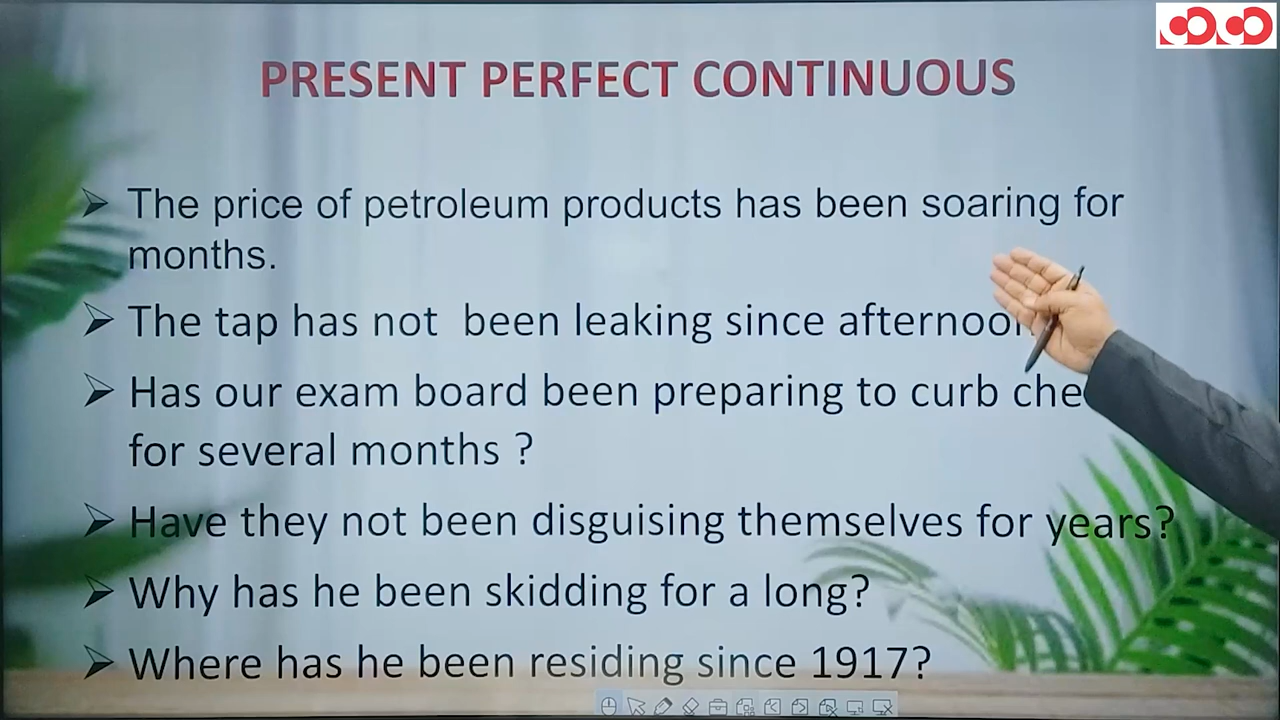 PRESENT PERFECT CONTINUOUS
The price of petroleum products has been soaring for
months.
The tap has not been leaking since afternoon
Has our exam board been preparing to curb
for several months ?
Have they not been disguising themselves for years?
Why has he been skidding for a long?
Where has he been residing since 1917?